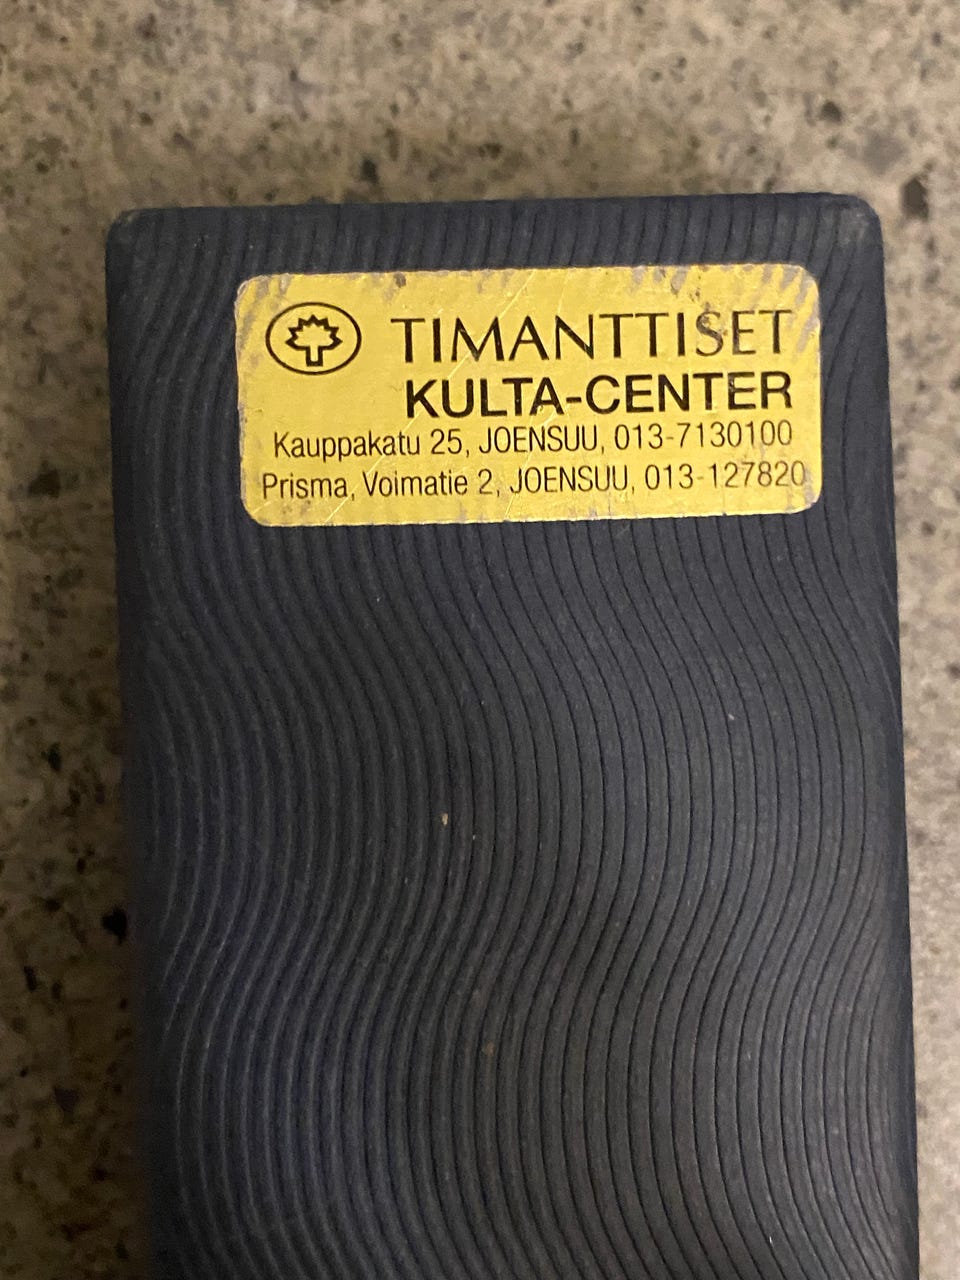 TIMANTTISET
KULTA-CENTER
Kauppakatu 25, JOENSUU, 013-7130100
Prisma, Voimatie 2, JOENSUU, 013-127820